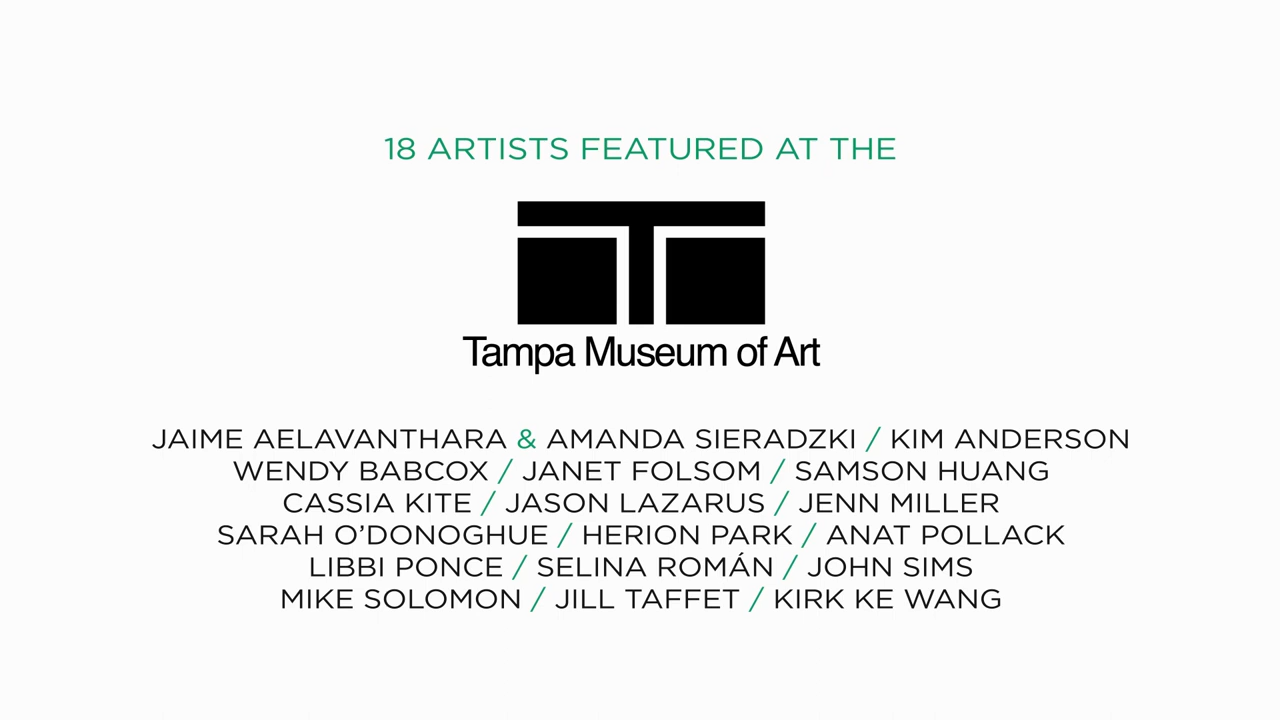 18 ARTISTS FEATURED AT THE
Tampa Museum of Art
JAIME AELAVANTHARA & AMANDA SIERADZKI / KIM ANDERSON
WENDY BABCOX / JANET FOLSOM / SAMSON HUANG
CASSIA KITE / JASON LAZARUS / JENN MILLER
SARAH O’DONOGHUE / HERION PARK / ANAT POLLACK
LIBBI PONCE / SELINA ROMÁN / JOHN SIMS
MIKE SOLOMON / JILL TAFFET / KIRK KE WANG